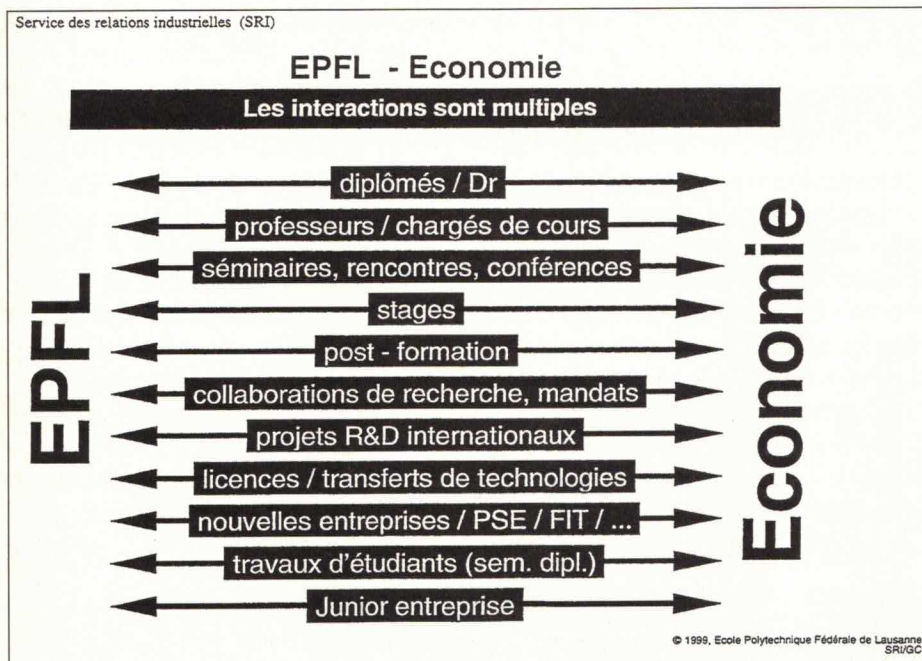 Service des relations industrielles (SRI)
EPFL - Economie
Les interactions sont multiples
EPFL
Economie
diplômés / Dr
professeurs / chargés de cours
séminaires, rencontres, conférences
stages
post - formation
collaborations de recherche, mandats
projets R&D internationaux
licences / transferts de technologies
nouvelles entreprises / PSE / FIT / ...
travaux d'étudiants (sem. dipl.)
Junior entreprise
© 1999, Ecole Polytechnique Fédérale de Lausanne
SRI/GC